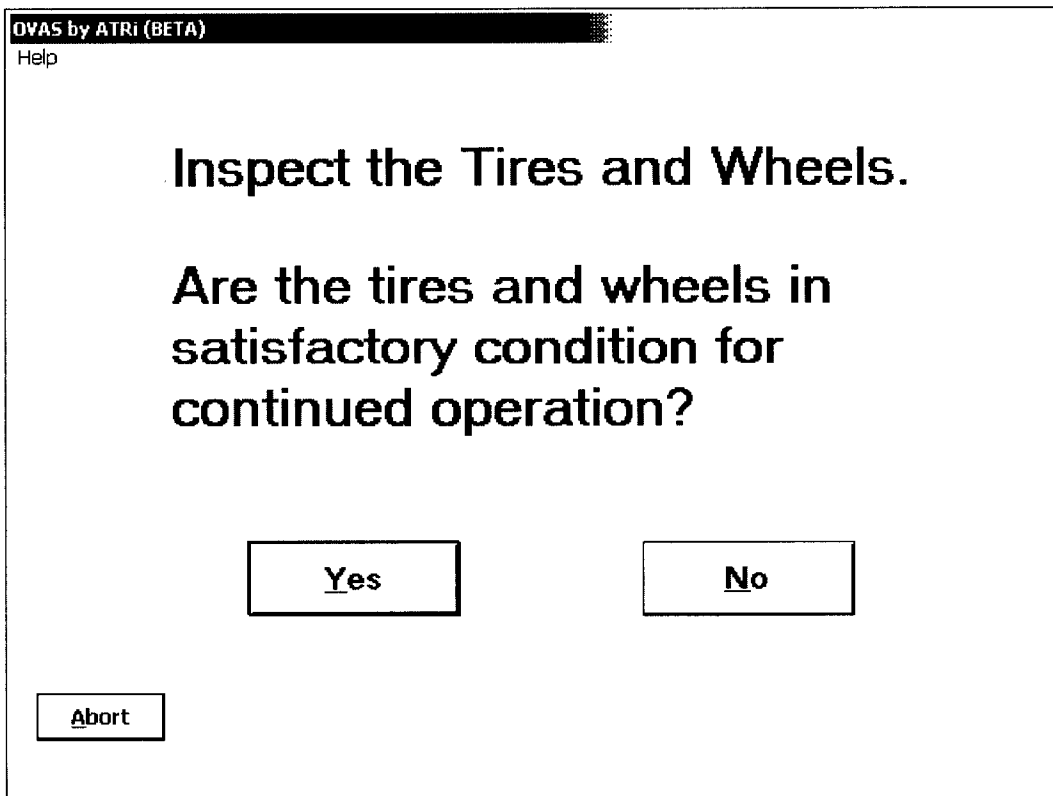 OVAS by ATRi (BETA)
Help
Inspect the Tires and Wheels.
Are the tires and wheels in
satisfactory condition for
continued operation?
Yes
No
Abort